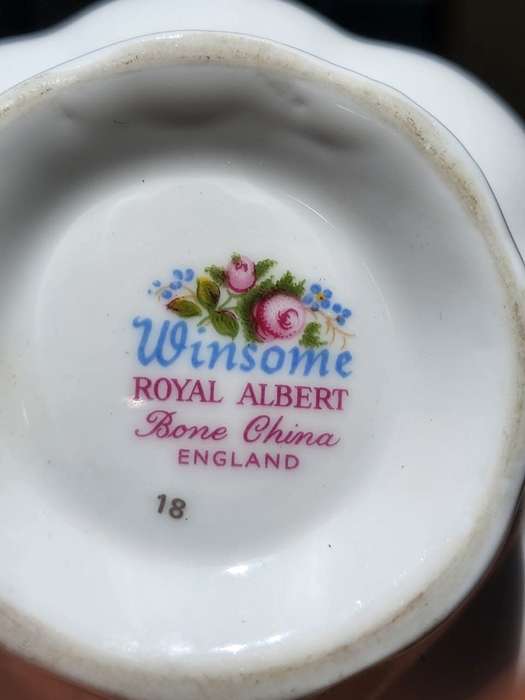 Winsome
ROYAL ALBERT
Bone China
ENGLAND
18